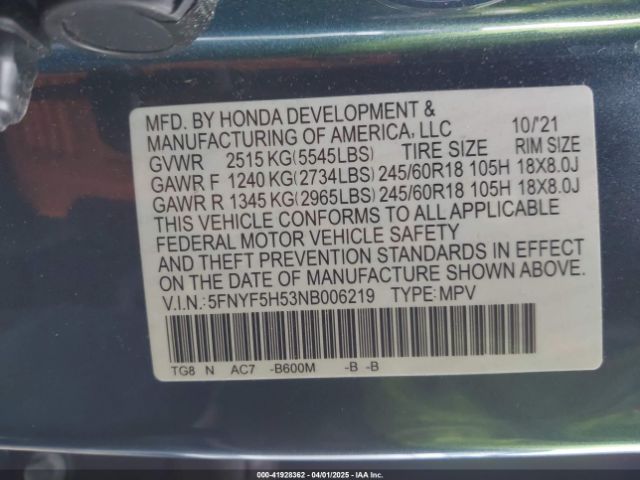 MFD. BY HONDA DEVELOPMENT &
MANUFACTURING OF AMERICA, LLC 10/'21
GVWR 2515 KG(5545LBS) TIRE SIZE RIM SIZE
GAWR F 1240 KG(2734LBS) 245/60R18 105H 18X8.0J
GAWR R 1345 KG(2965LBS) 245/60R18 105H 18X8.0J
THIS VEHICLE CONFORMS TO ALL APPLICABLE
FEDERAL MOTOR VEHICLE SAFETY
AND THEFT PREVENTION STANDARDS IN EFFECT
ON THE DATE OF MANUFACTURE SHOWN ABOVE.
V.I.N.: 5FNYF5H53NB006219 TYPE: MPV
TG8 N AC7 -B600M -B -B
000-41928362 - 04/01/2025 - IAAI.COM